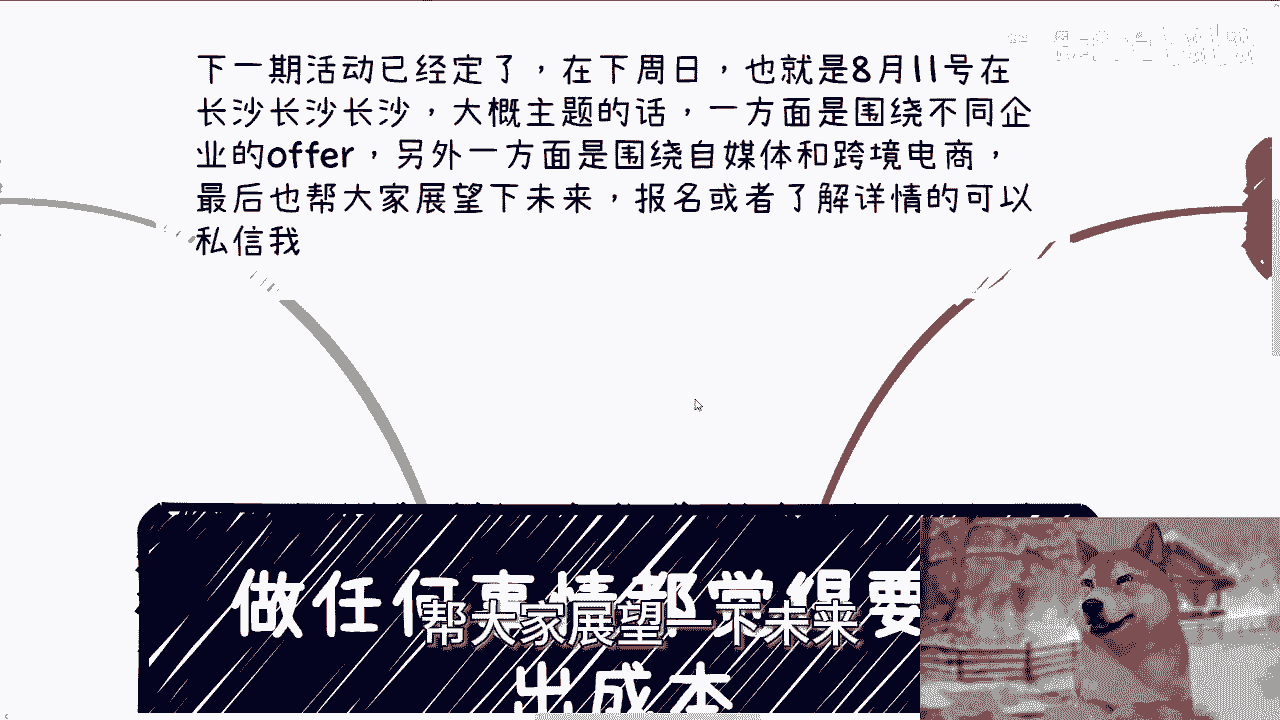 下一期活动已经定了，在下周日，也就是8月11号在
长沙长沙长沙，大概主题的话，一方面是围绕不同企
业的offer，另外一方面是围绕自媒体和跨境电商，
最后也帮大家展望下未来，报名或者了解详情的可以
私信我
做任何事情都觉得要
帮大家展望一下未来
出成本